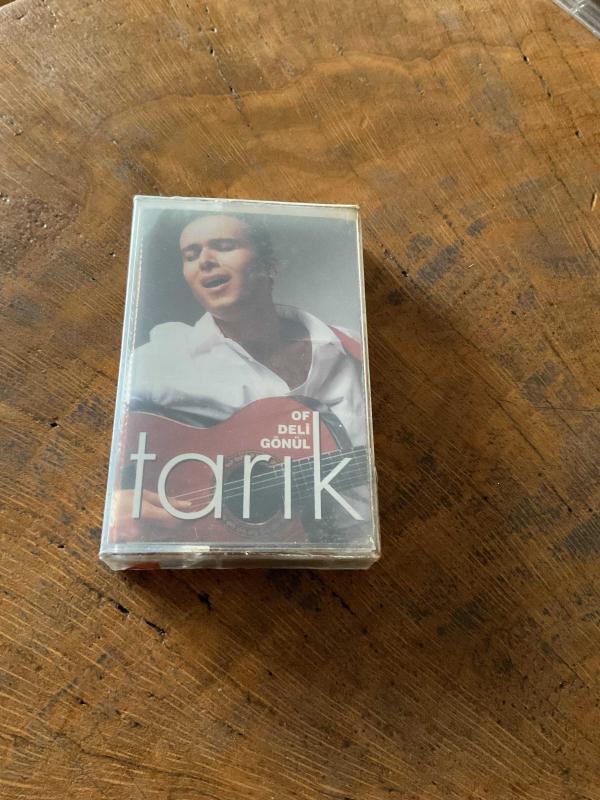 OF
DELİ
GÖNÜL
tarık